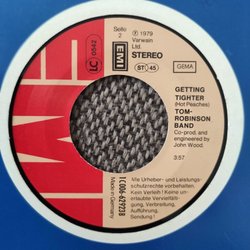 Seite
2
℗ 1979
Varwain
Ltd.
LC 0542
EMI
STEREO
ST 45
GEMA
GETTING
TIGHTER
(Hot Peaches)
TOM-
ROBINSON
BAND
Co-prod. and
engineered by
John Wood
3:57
1C 006-62923B
Made in Germany
Alle Urheber- und Leistungs-
schutzrechte vorbehalten.
Kein Verleih! Keine un-
erlaubte Vervielfälti-
gung, Vermietung,
Aufführung,
Sendung!